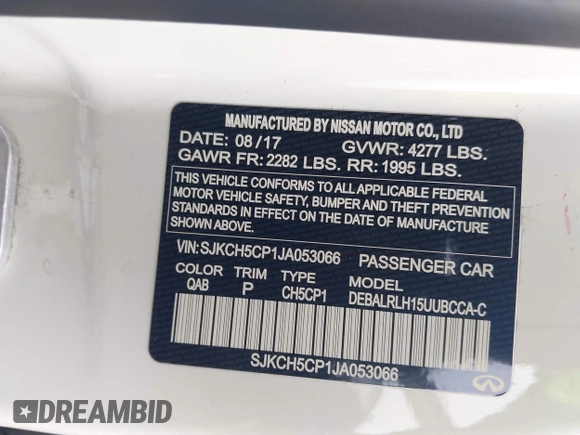 MANUFACTURED BY NISSAN MOTOR CO., LTD
DATE: 08/17 GVWR: 4277 LBS.
GAWR FR: 2282 LBS. RR: 1995 LBS.
THIS VEHICLE CONFORMS TO ALL APPLICABLE FEDERAL
MOTOR VEHICLE SAFETY, BUMPER AND THEFT PREVENTION
STANDARDS IN EFFECT ON THE DATE OF MANUFACTURE
SHOWN ABOVE.
VIN: SJKCH5CP1JA053066 PASSENGER CAR
COLOR TRIM TYPE MODEL
QAB P CH5CP1 DEBALRLH15UUBCCA-C
SJKCH5CP1JA053066
DREAMBID